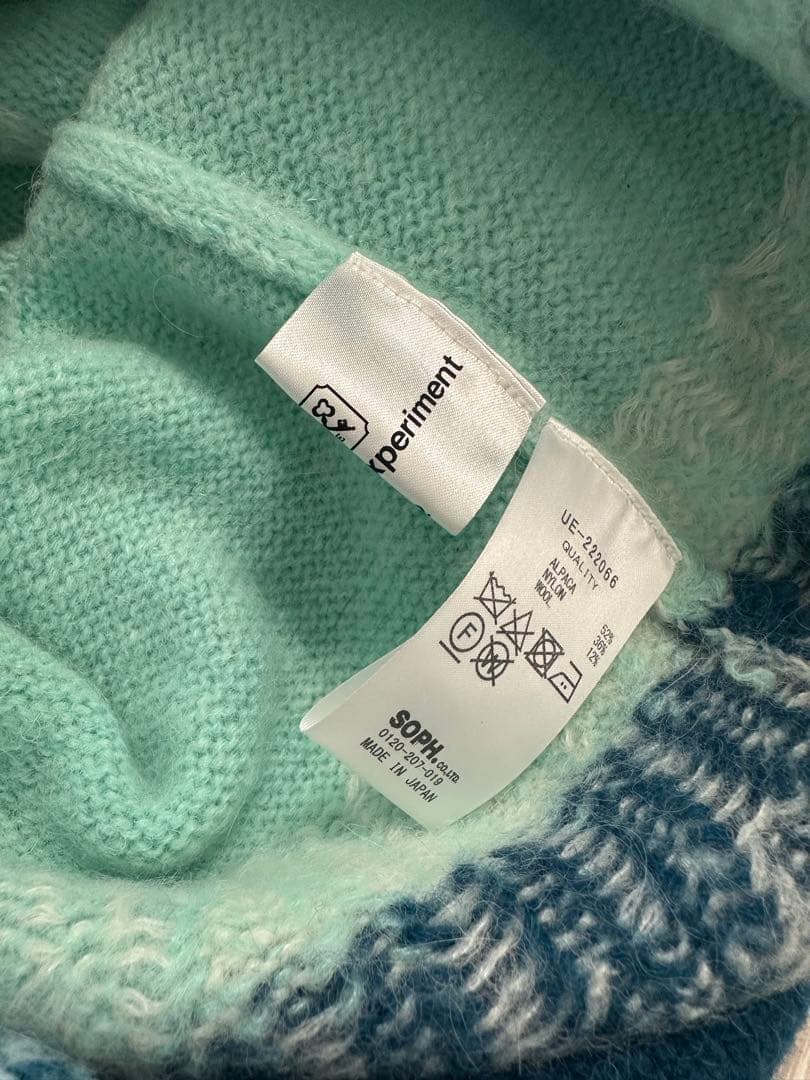 xperiment
UE-222066
QUALITY
ALPACA 52%
NYLON 36%
WOOL 12%
F
W
SOPH.CO.,LTD.
0120-207-019
MADE IN JAPAN